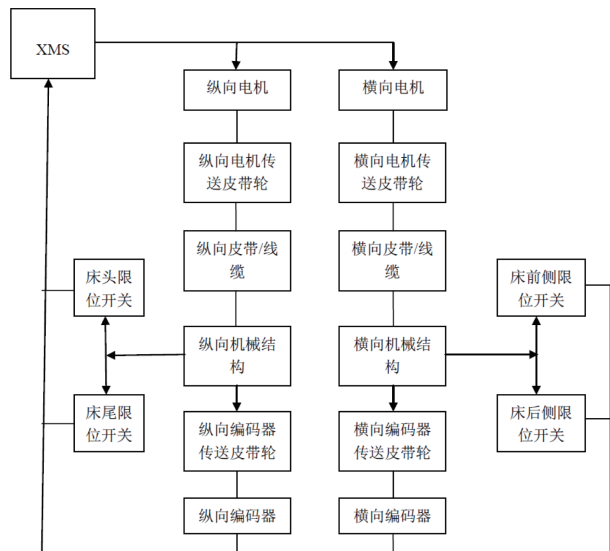 XMS
纵向电机
横向电机
纵向电机传
送皮带轮
横向电机传
送皮带轮
纵向皮带/线
缆
横向皮带/线
缆
床头限
位开关
床前侧限
位开关
纵向机械结
构
横向机械结
构
床尾限
位开关
纵向编码器
传送皮带轮
横向编码器
传送皮带轮
床后侧限
位开关
纵向编码器
横向编码器